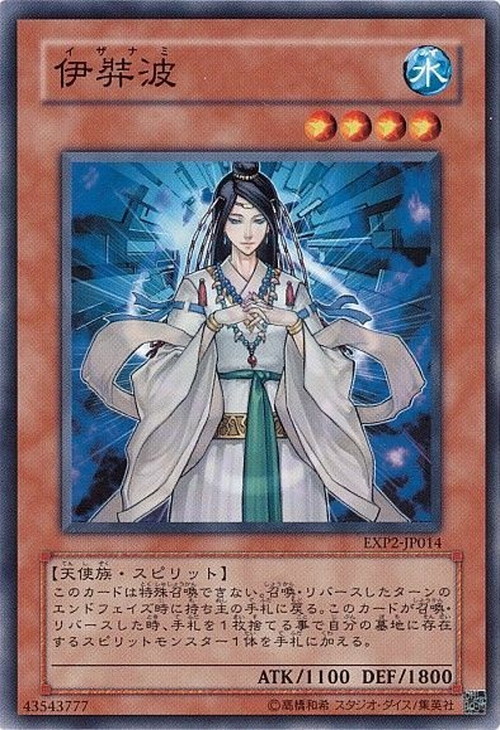 イザナミ
伊弉波
水
EXP2-JP014
【天使族・スピリット】
このカードは特殊召喚できない。召喚・リバースしたターンの
エンドフェイズ時に持ち主の手札に戻る。このカードが召喚・
リバースした時、手札を1枚捨てる事で自分の墓地に存在
するスピリットモンスター1体を手札に加える。
ATK/1100 DEF/1800
43543777
©高橋和希 スタジオ・ダイス/集英社